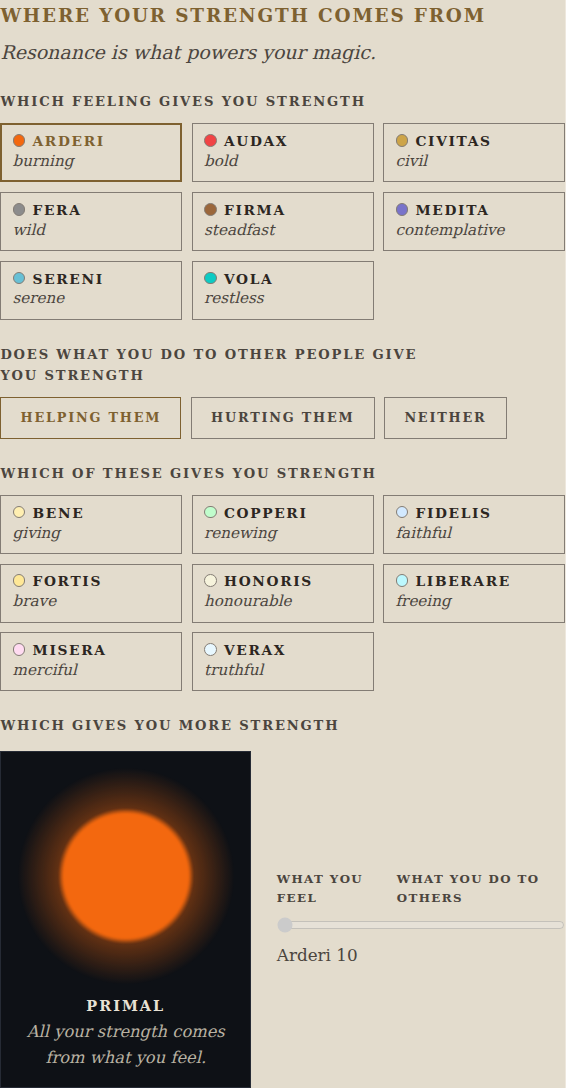 WHERE YOUR STRENGTH COMES FROM
Resonance is what powers your magic.
WHICH FEELING GIVES YOU STRENGTH
ARDERI
burning
AUDAX
bold
CIVITAS
civil
FERA
wild
FIRMA
steadfast
MEDITA
contemplative
SERENI
serene
VOLA
restless
DOES WHAT YOU DO TO OTHER PEOPLE GIVE
YOU STRENGTH
HELPING THEM
HURTING THEM
NEITHER
WHICH OF THESE GIVES YOU STRENGTH
BENE
giving
COPPERI
renewing
FIDELIS
faithful
FORTIS
brave
HONORIS
honourable
LIBERARE
freeing
MISERA
merciful
VERAX
truthful
WHICH GIVES YOU MORE STRENGTH
PRIMAL
All your strength comes
from what you feel.
WHAT YOU
FEEL
WHAT YOU DO TO
OTHERS
Arderi 10